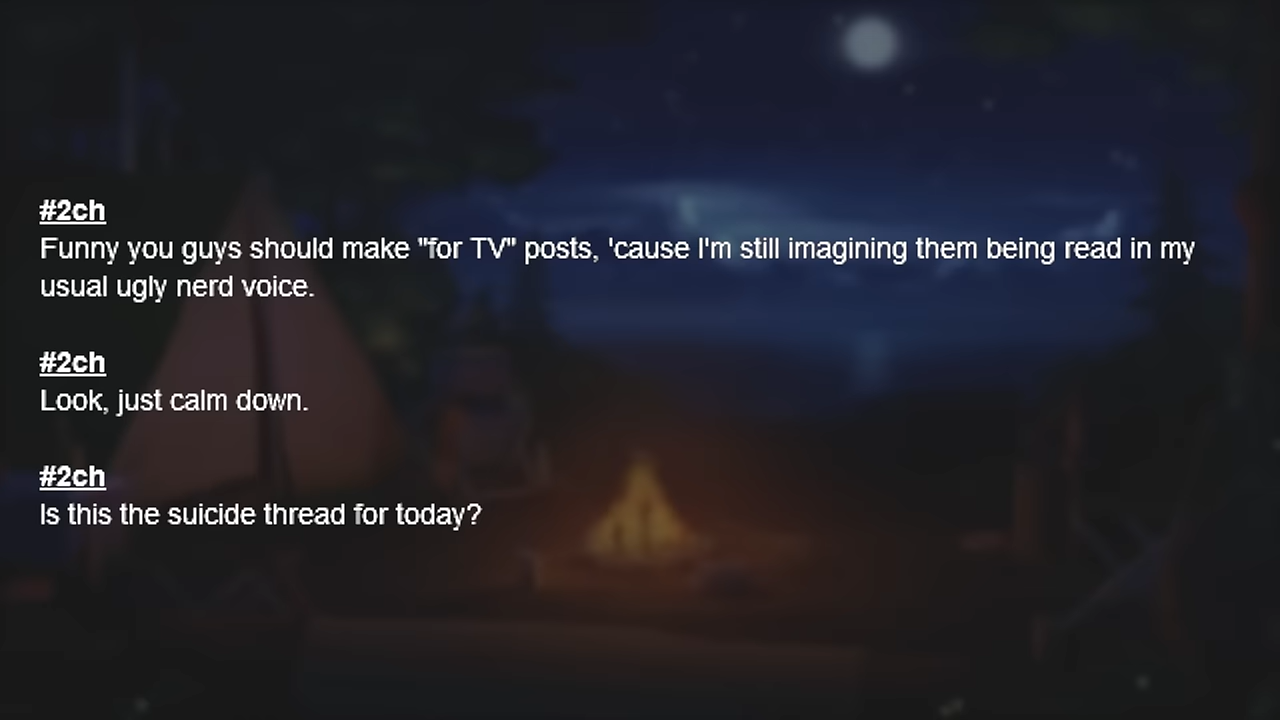 #2ch
Funny you guys should make "for TV" posts, 'cause I'm still imagining them being read in my
usual ugly nerd voice.
#2ch
Look, just calm down.
#2ch
Is this the suicide thread for today?